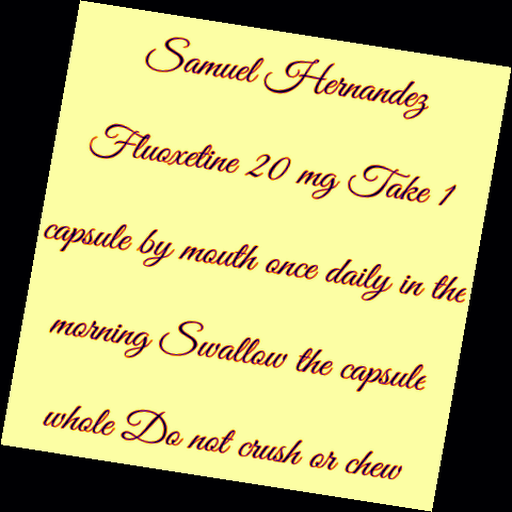 Samuel Hernandez
Fluoxetine 20 mg Take 1
capsule by mouth once daily in the
morning Swallow the capsule
whole Do not crush or chew